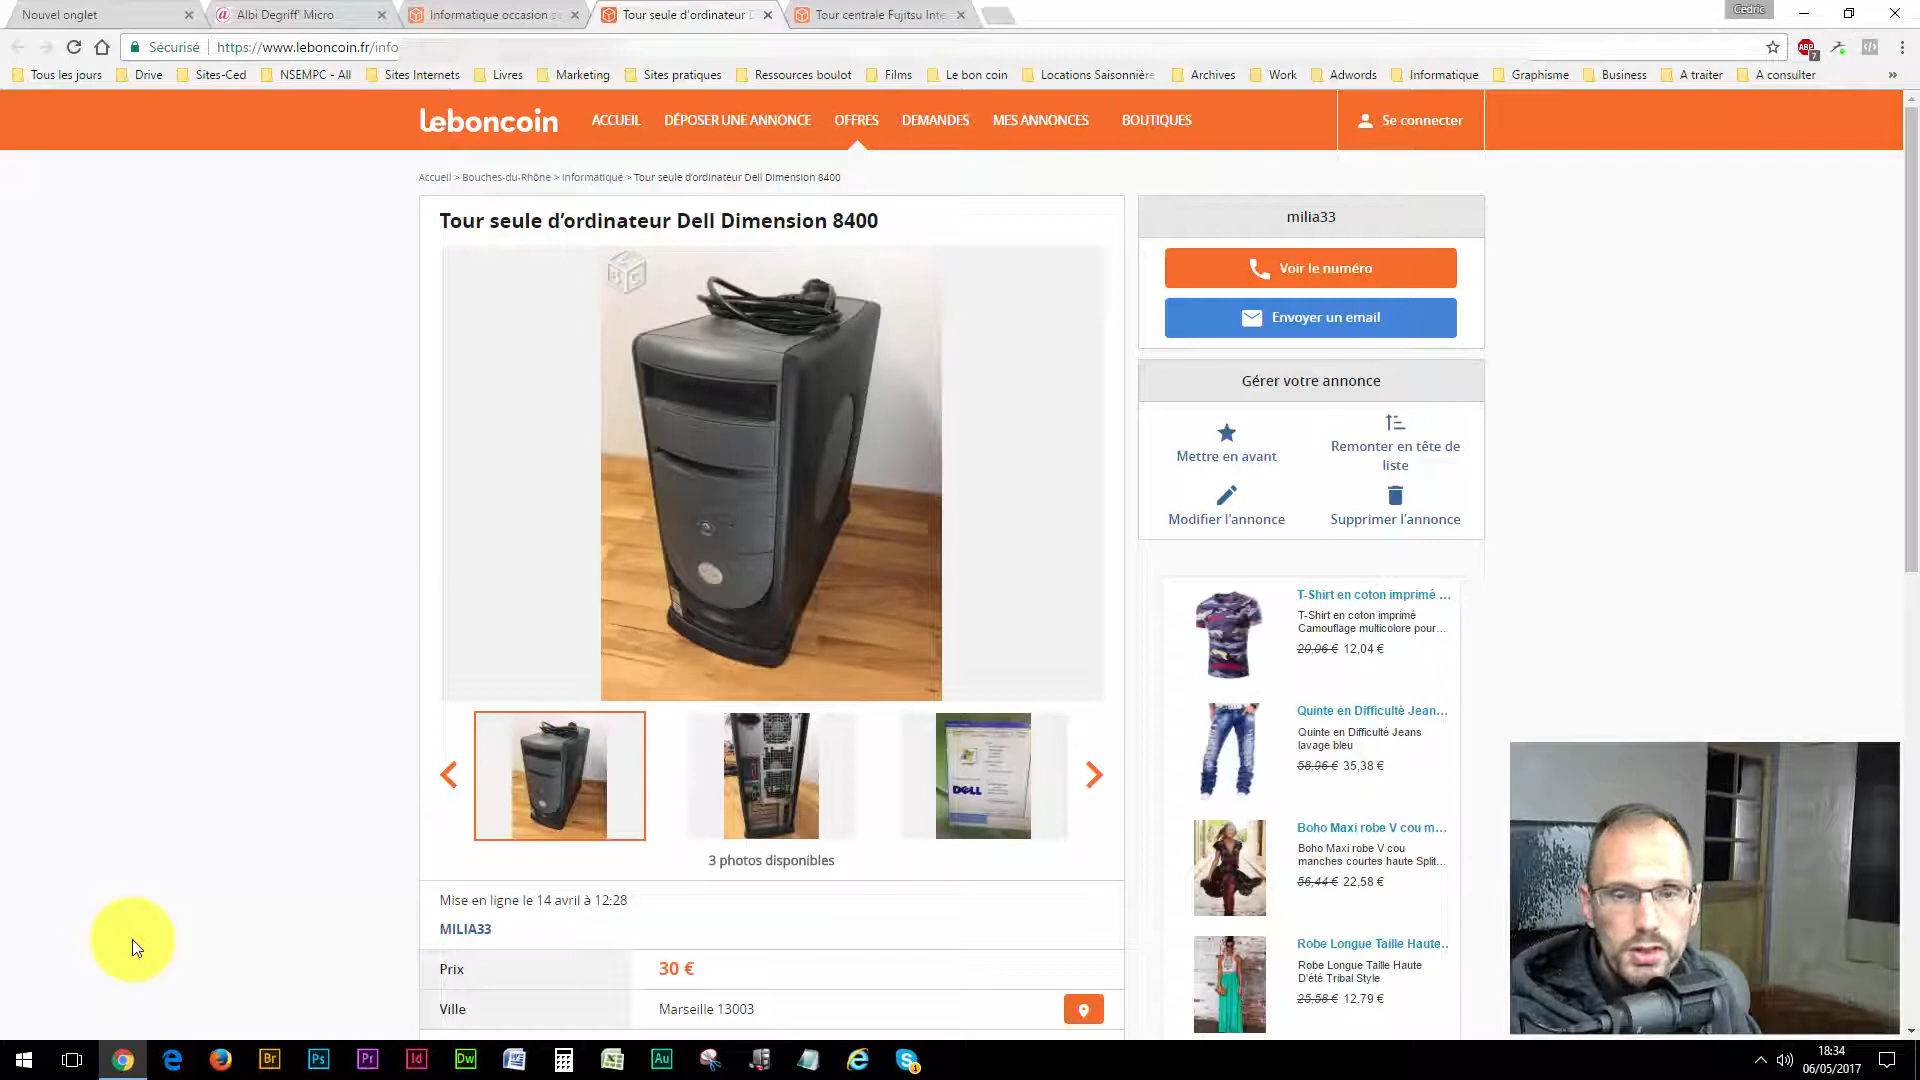 Nouvel onglet
Albi Degriff' Micro
Informatique occasion
Tour seule d'ordinateur
Tour centrale Fujitsu Inte
Cedric
Sécurisé
https://www.leboncoin.fr/info
ABP
7
Tous les jours
Drive
Sites-Ced
NSEMPC - All
Sites Internets
Livres
Marketing
Sites pratiques
Ressources boulot
Films
Le bon coin
Locations Saisonnière
Archives
Work
Adwords
Informatique
Graphisme
Business
A traiter
A consulter
»
leboncoin
ACCUEIL
DÉPOSER UNE ANNONCE
OFFRES
DEMANDES
MES ANNONCES
BOUTIQUES
Se connecter
Accueil > Bouches-du-Rhône > Informatique > Tour seule d'ordinateur Dell Dimension 8400
Tour seule d'ordinateur Dell Dimension 8400
DELL
3 photos disponibles
Mise en ligne le 14 avril à 12:28
MILIA33
Prix
30 €
Ville
Marseille 13003
milia33
Voir le numéro
Envoyer un email
Gérer votre annonce
Mettre en avant
Remonter en tête de
liste
Modifier l'annonce
Supprimer l'annonce
T-Shirt en coton imprimé ...
T-Shirt en coton imprimé
Camouflage multicolore pour...
20,06 € 12,04 €
Quinte en Difficulté Jean...
Quinte en Difficulté Jeans
lavage bleu
58,96 € 35,38 €
Boho Maxi robe V cou m...
Boho Maxi robe V cou
manches courtes haute Split...
56,44 € 22,58 €
Robe Longue Taille Haute..
Robe Longue Taille Haute
D'été Tribal Style
25,58 € 12,79 €
Br
Ps
Pr
Id
Dw
Au
1
18:34
06/05/2017